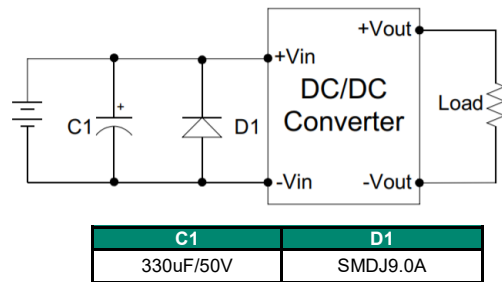 +Vout
+Vin
DC/DC
Converter
Load
+
C1
D1
-Vin
-Vout
C1 D1
330uF/50V SMDJ9.0A